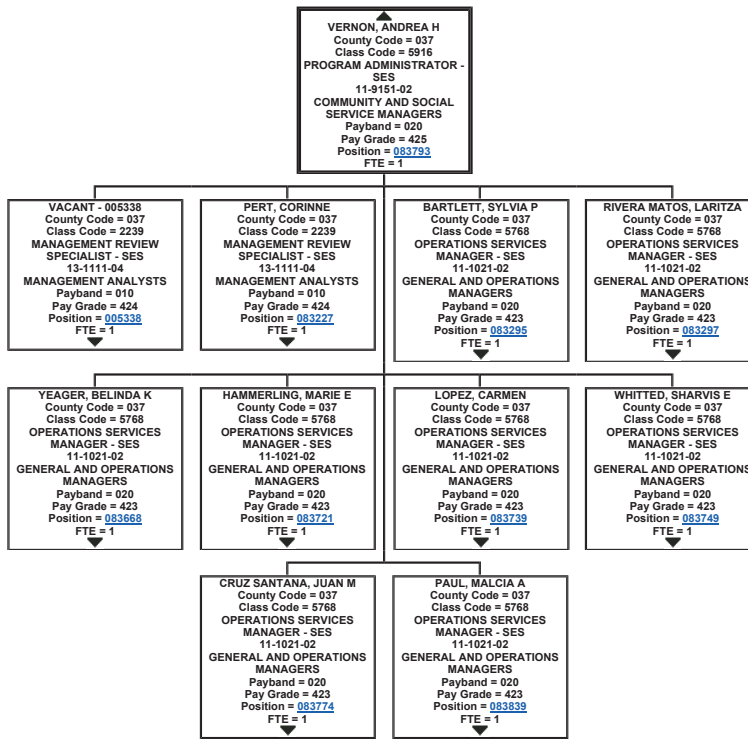 VERNON, ANDREA H
County Code = 037
Class Code = 5916
PROGRAM ADMINISTRATOR -
SES
11-9151-02
COMMUNITY AND SOCIAL
SERVICE MANAGERS
Payband = 020
Pay Grade = 425
Position = 083793
FTE = 1
VACANT - 005338
County Code = 037
Class Code = 2239
MANAGEMENT REVIEW
SPECIALIST - SES
13-1111-04
MANAGEMENT ANALYSTS
Payband = 010
Pay Grade = 424
Position = 005338
FTE = 1
PERT, CORINNE
County Code = 037
Class Code = 2239
MANAGEMENT REVIEW
SPECIALIST - SES
13-1111-04
MANAGEMENT ANALYSTS
Payband = 010
Pay Grade = 424
Position = 083227
FTE = 1
BARTLETT, SYLVIA P
County Code = 037
Class Code = 5768
OPERATIONS SERVICES
MANAGER - SES
11-1021-02
GENERAL AND OPERATIONS
MANAGERS
Payband = 020
Pay Grade = 423
Position = 083295
FTE = 1
RIVERA MATOS, LARITZA
County Code = 037
Class Code = 5768
OPERATIONS SERVICES
MANAGER - SES
11-1021-02
GENERAL AND OPERATIONS
MANAGERS
Payband = 020
Pay Grade = 423
Position = 083297
FTE = 1
YEAGER, BELINDA K
County Code = 037
Class Code = 5768
OPERATIONS SERVICES
MANAGER - SES
11-1021-02
GENERAL AND OPERATIONS
MANAGERS
Payband = 020
Pay Grade = 423
Position = 083668
FTE = 1
HAMMERLING, MARIE E
County Code = 037
Class Code = 5768
OPERATIONS SERVICES
MANAGER - SES
11-1021-02
GENERAL AND OPERATIONS
MANAGERS
Payband = 020
Pay Grade = 423
Position = 083721
FTE = 1
LOPEZ, CARMEN
County Code = 037
Class Code = 5768
OPERATIONS SERVICES
MANAGER - SES
11-1021-02
GENERAL AND OPERATIONS
MANAGERS
Payband = 020
Pay Grade = 423
Position = 083739
FTE = 1
WHITTED, SHARVIS E
County Code = 037
Class Code = 5768
OPERATIONS SERVICES
MANAGER - SES
11-1021-02
GENERAL AND OPERATIONS
MANAGERS
Payband = 020
Pay Grade = 423
Position = 083749
FTE = 1
CRUZ SANTANA, JUAN M
County Code = 037
Class Code = 5768
OPERATIONS SERVICES
MANAGER - SES
11-1021-02
GENERAL AND OPERATIONS
MANAGERS
Payband = 020
Pay Grade = 423
Position = 083774
FTE = 1
PAUL, MALCIA A
County Code = 037
Class Code = 5768
OPERATIONS SERVICES
MANAGER - SES
11-1021-02
GENERAL AND OPERATIONS
MANAGERS
Payband = 020
Pay Grade = 423
Position = 083839
FTE = 1